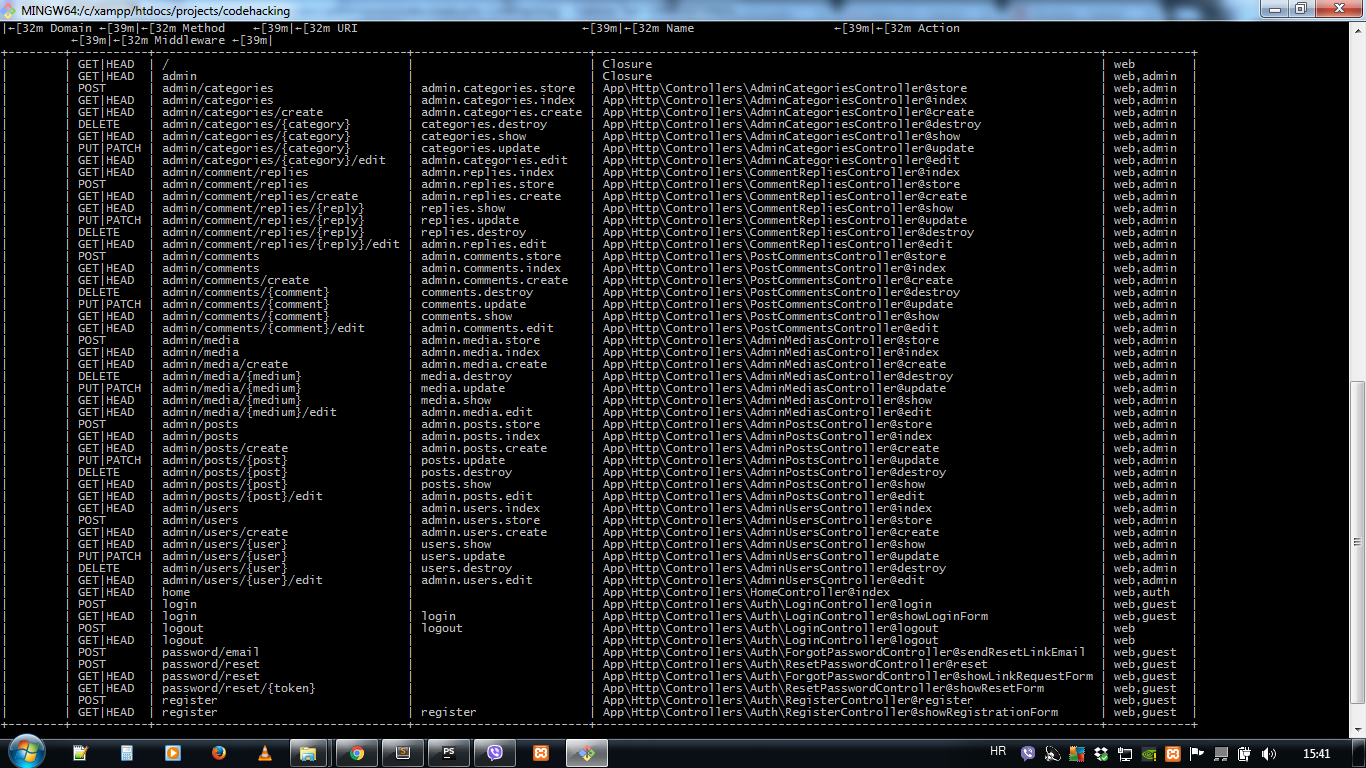 MINGW64:/c/xampp/htdocs/projects/codehacking
|←[32m Domain ←[39m|←[32m Method ←[39m|←[32m URI ←[39m|←[32m Name ←[39m|←[32m Action
←[39m|←[32m Middleware ←[39m|
| | GET|HEAD | / | | Closure | web |
| | GET|HEAD | admin | | Closure | web,admin |
| | POST | admin/categories | admin.categories.store | App\Http\Controllers\AdminCategoriesController@store | web,admin |
| | GET|HEAD | admin/categories | admin.categories.index | App\Http\Controllers\AdminCategoriesController@index | web,admin |
| | GET|HEAD | admin/categories/create | admin.categories.create | App\Http\Controllers\AdminCategoriesController@create | web,admin |
| | DELETE | admin/categories/{category} | categories.destroy | App\Http\Controllers\AdminCategoriesController@destroy | web,admin |
| | GET|HEAD | admin/categories/{category} | categories.show | App\Http\Controllers\AdminCategoriesController@show | web,admin |
| | PUT|PATCH | admin/categories/{category} | categories.update | App\Http\Controllers\AdminCategoriesController@update | web,admin |
| | GET|HEAD | admin/categories/{category}/edit | admin.categories.edit | App\Http\Controllers\AdminCategoriesController@edit | web,admin |
| | GET|HEAD | admin/comment/replies | admin.replies.index | App\Http\Controllers\CommentRepliesController@index | web,admin |
| | POST | admin/comment/replies | admin.replies.store | App\Http\Controllers\CommentRepliesController@store | web,admin |
| | GET|HEAD | admin/comment/replies/create | admin.replies.create | App\Http\Controllers\CommentRepliesController@create | web,admin |
| | GET|HEAD | admin/comment/replies/{reply} | replies.show | App\Http\Controllers\CommentRepliesController@show | web,admin |
| | PUT|PATCH | admin/comment/replies/{reply} | replies.update | App\Http\Controllers\CommentRepliesController@update | web,admin |
| | DELETE | admin/comment/replies/{reply} | replies.destroy | App\Http\Controllers\CommentRepliesController@destroy | web,admin |
| | GET|HEAD | admin/comment/replies/{reply}/edit | admin.replies.edit | App\Http\Controllers\CommentRepliesController@edit | web,admin |
| | POST | admin/comments | admin.comments.store | App\Http\Controllers\PostCommentsController@store | web,admin |
| | GET|HEAD | admin/comments | admin.comments.index | App\Http\Controllers\PostCommentsController@index | web,admin |
| | GET|HEAD | admin/comments/create | admin.comments.create | App\Http\Controllers\PostCommentsController@create | web,admin |
| | DELETE | admin/comments/{comment} | comments.destroy | App\Http\Controllers\PostCommentsController@destroy | web,admin |
| | PUT|PATCH | admin/comments/{comment} | comments.update | App\Http\Controllers\PostCommentsController@update | web,admin |
| | GET|HEAD | admin/comments/{comment} | comments.show | App\Http\Controllers\PostCommentsController@show | web,admin |
| | GET|HEAD | admin/comments/{comment}/edit | admin.comments.edit | App\Http\Controllers\PostCommentsController@edit | web,admin |
| | POST | admin/media | admin.media.store | App\Http\Controllers\AdminMediasController@store | web,admin |
| | GET|HEAD | admin/media | admin.media.index | App\Http\Controllers\AdminMediasController@index | web,admin |
| | GET|HEAD | admin/media/create | admin.media.create | App\Http\Controllers\AdminMediasController@create | web,admin |
| | DELETE | admin/media/{medium} | media.destroy | App\Http\Controllers\AdminMediasController@destroy | web,admin |
| | PUT|PATCH | admin/media/{medium} | media.update | App\Http\Controllers\AdminMediasController@update | web,admin |
| | GET|HEAD | admin/media/{medium} | media.show | App\Http\Controllers\AdminMediasController@show | web,admin |
| | GET|HEAD | admin/media/{medium}/edit | admin.media.edit | App\Http\Controllers\AdminMediasController@edit | web,admin |
| | POST | admin/posts | admin.posts.store | App\Http\Controllers\AdminPostsController@store | web,admin |
| | GET|HEAD | admin/posts | admin.posts.index | App\Http\Controllers\AdminPostsController@index | web,admin |
| | GET|HEAD | admin/posts/create | admin.posts.create | App\Http\Controllers\AdminPostsController@create | web,admin |
| | PUT|PATCH | admin/posts/{post} | posts.update | App\Http\Controllers\AdminPostsController@update | web,admin |
| | DELETE | admin/posts/{post} | posts.destroy | App\Http\Controllers\AdminPostsController@destroy | web,admin |
| | GET|HEAD | admin/posts/{post} | posts.show | App\Http\Controllers\AdminPostsController@show | web,admin |
| | GET|HEAD | admin/posts/{post}/edit | admin.posts.edit | App\Http\Controllers\AdminPostsController@edit | web,admin |
| | GET|HEAD | admin/users | admin.users.index | App\Http\Controllers\AdminUsersController@index | web,admin |
| | POST | admin/users | admin.users.store | App\Http\Controllers\AdminUsersController@store | web,admin |
| | GET|HEAD | admin/users/create | admin.users.create | App\Http\Controllers\AdminUsersController@create | web,admin |
| | GET|HEAD | admin/users/{user} | users.show | App\Http\Controllers\AdminUsersController@show | web,admin |
| | PUT|PATCH | admin/users/{user} | users.update | App\Http\Controllers\AdminUsersController@update | web,admin |
| | DELETE | admin/users/{user} | users.destroy | App\Http\Controllers\AdminUsersController@destroy | web,admin |
| | GET|HEAD | admin/users/{user}/edit | admin.users.edit | App\Http\Controllers\AdminUsersController@edit | web,admin |
| | GET|HEAD | home | | App\Http\Controllers\HomeController@index | web,auth |
| | POST | login | | App\Http\Controllers\Auth\LoginController@login | web,guest |
| | GET|HEAD | login | login | App\Http\Controllers\Auth\LoginController@showLoginForm | web,guest |
| | POST | logout | logout | App\Http\Controllers\Auth\LoginController@logout | web |
| | GET|HEAD | logout | | App\Http\Controllers\Auth\LoginController@logout | web |
| | POST | password/email | | App\Http\Controllers\Auth\ForgotPasswordController@sendResetLinkEmail | web,guest |
| | POST | password/reset | | App\Http\Controllers\Auth\ResetPasswordController@reset | web,guest |
| | GET|HEAD | password/reset | | App\Http\Controllers\Auth\ForgotPasswordController@showLinkRequestForm | web,guest |
| | GET|HEAD | password/reset/{token} | | App\Http\Controllers\Auth\ResetPasswordController@showResetForm | web,guest |
| | POST | register | | App\Http\Controllers\Auth\RegisterController@register | web,guest |
| | GET|HEAD | register | register | App\Http\Controllers\Auth\RegisterController@showRegistrationForm | web,guest |
PS
HR
15:41